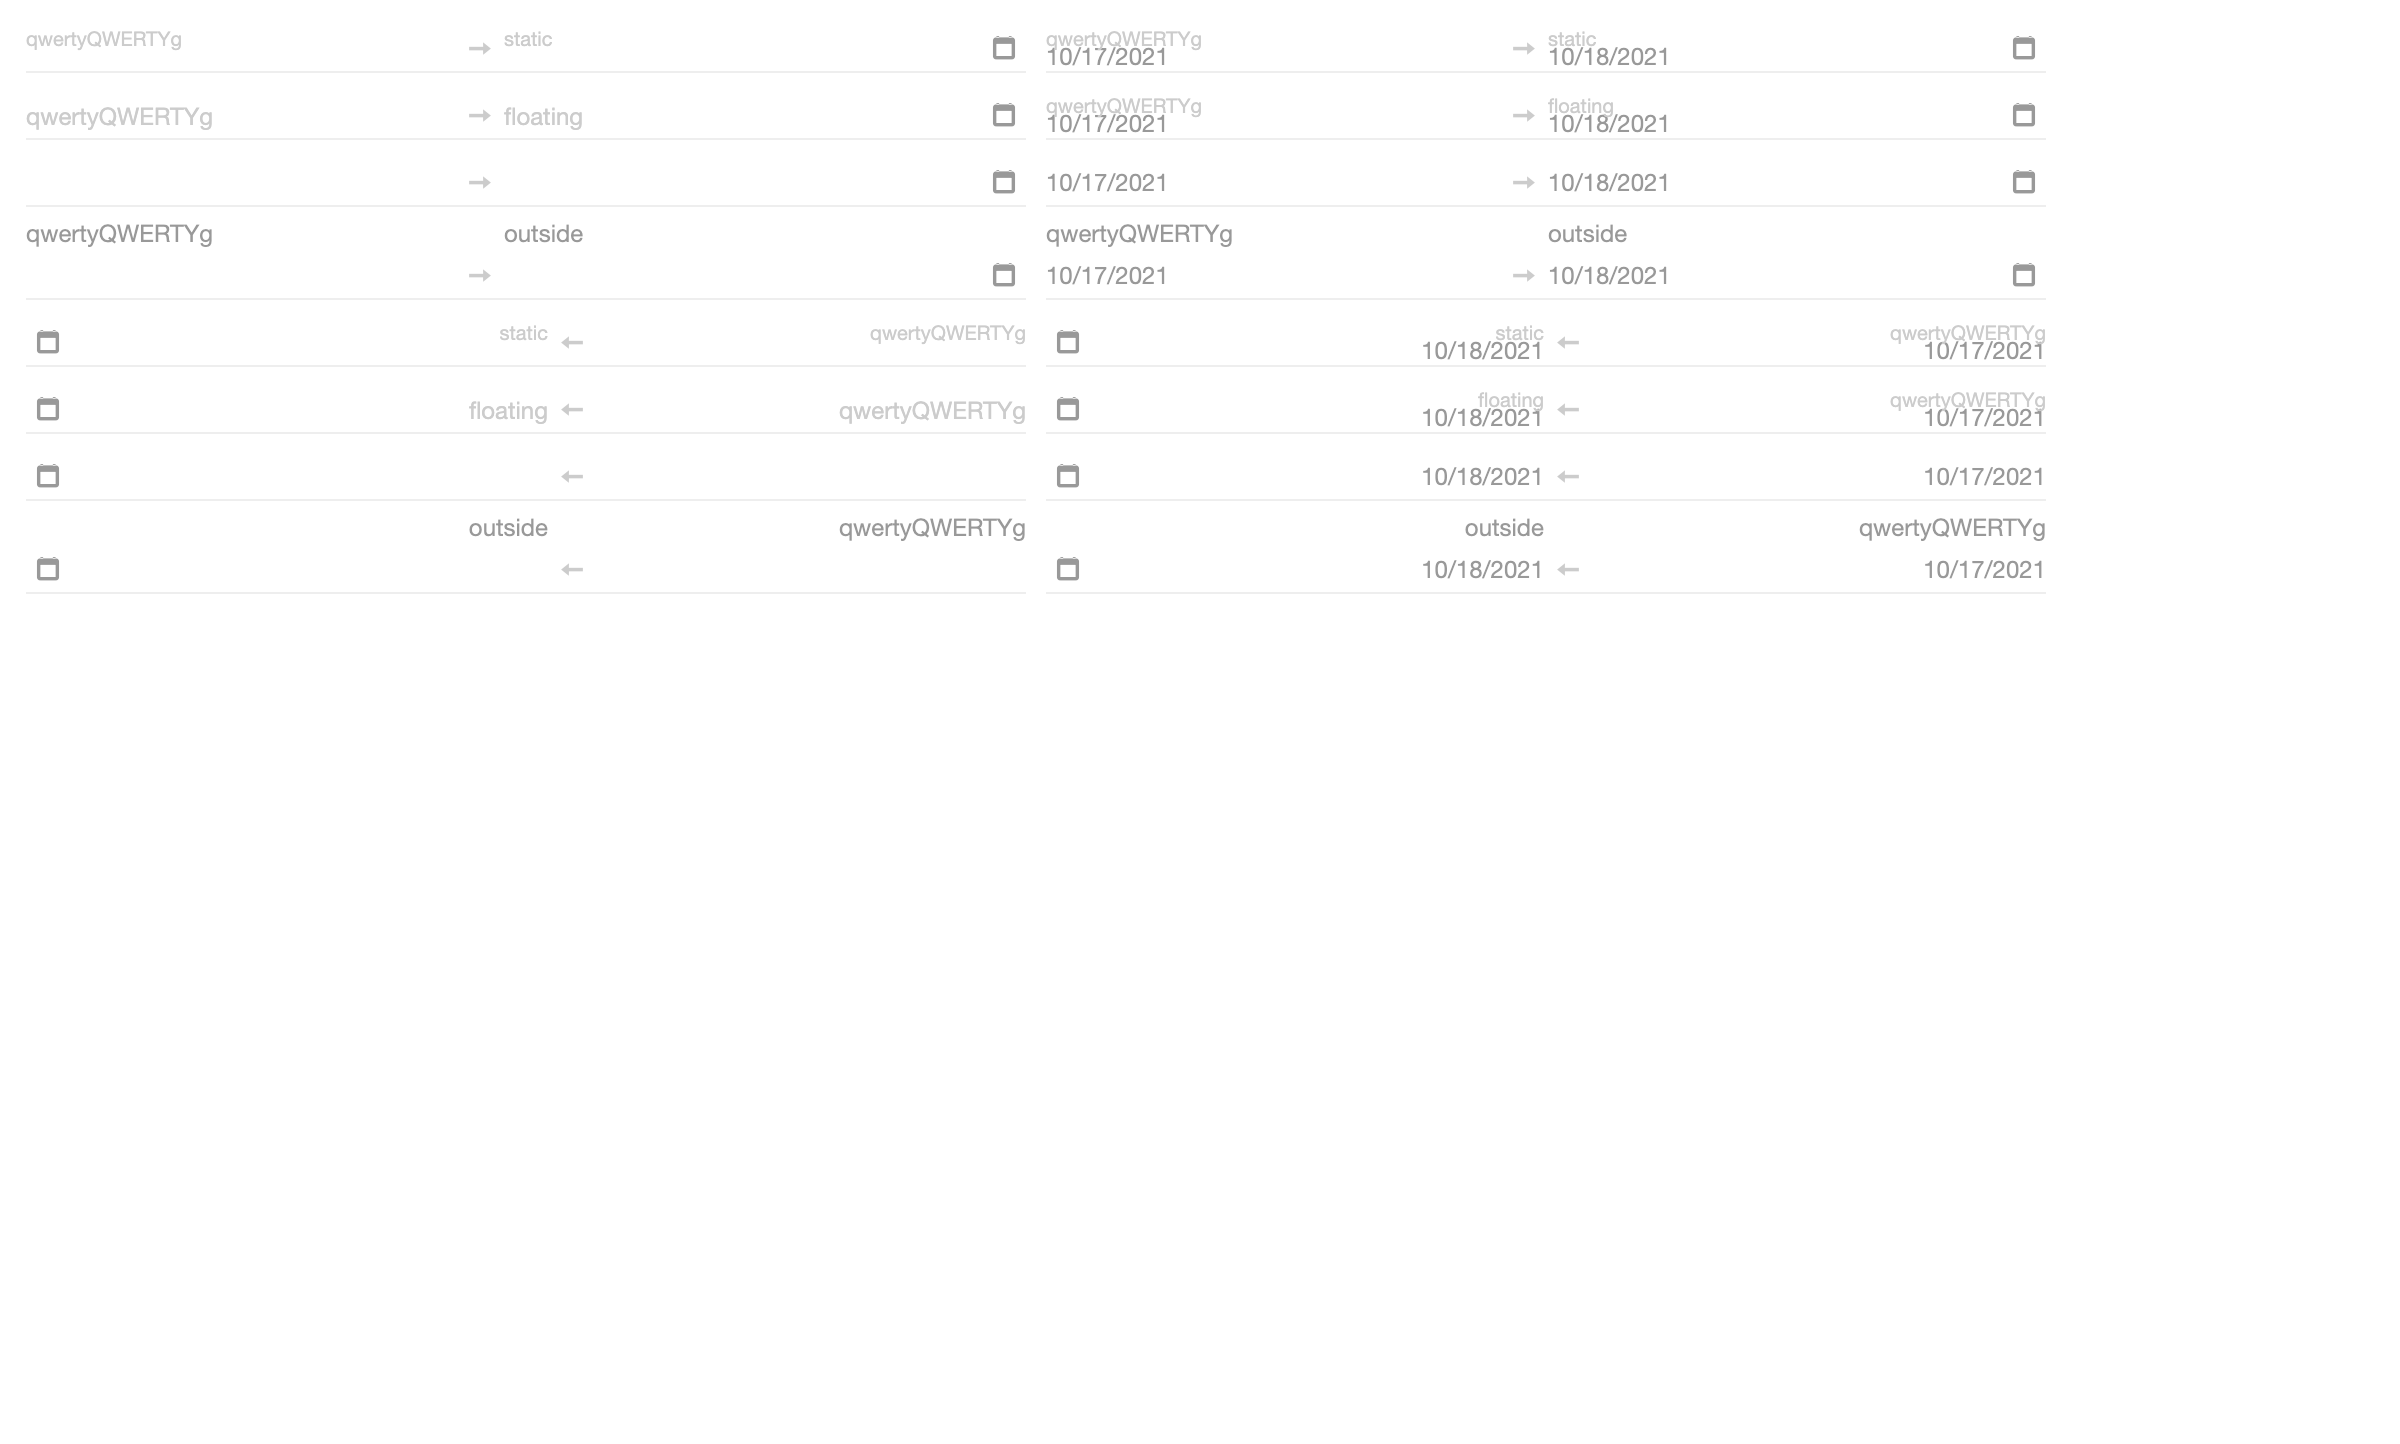 qwertyQWERTYg → static qwertyQWERTYg → static
10/17/2021 10/18/2021
qwertyQWERTYg → floating qwertyQWERTYg → floating
10/17/2021 10/18/2021
→ 10/17/2021 → 10/18/2021
qwertyQWERTYg outside qwertyQWERTYg outside
→ 10/17/2021 → 10/18/2021
static ← qwertyQWERTYg static ← qwertyQWERTYg
10/18/2021 10/17/2021
floating ← qwertyQWERTYg floating ← qwertyQWERTYg
10/18/2021 10/17/2021
← 10/18/2021 ← 10/17/2021
outside qwertyQWERTYg outside qwertyQWERTYg
← 10/18/2021 ← 10/17/2021